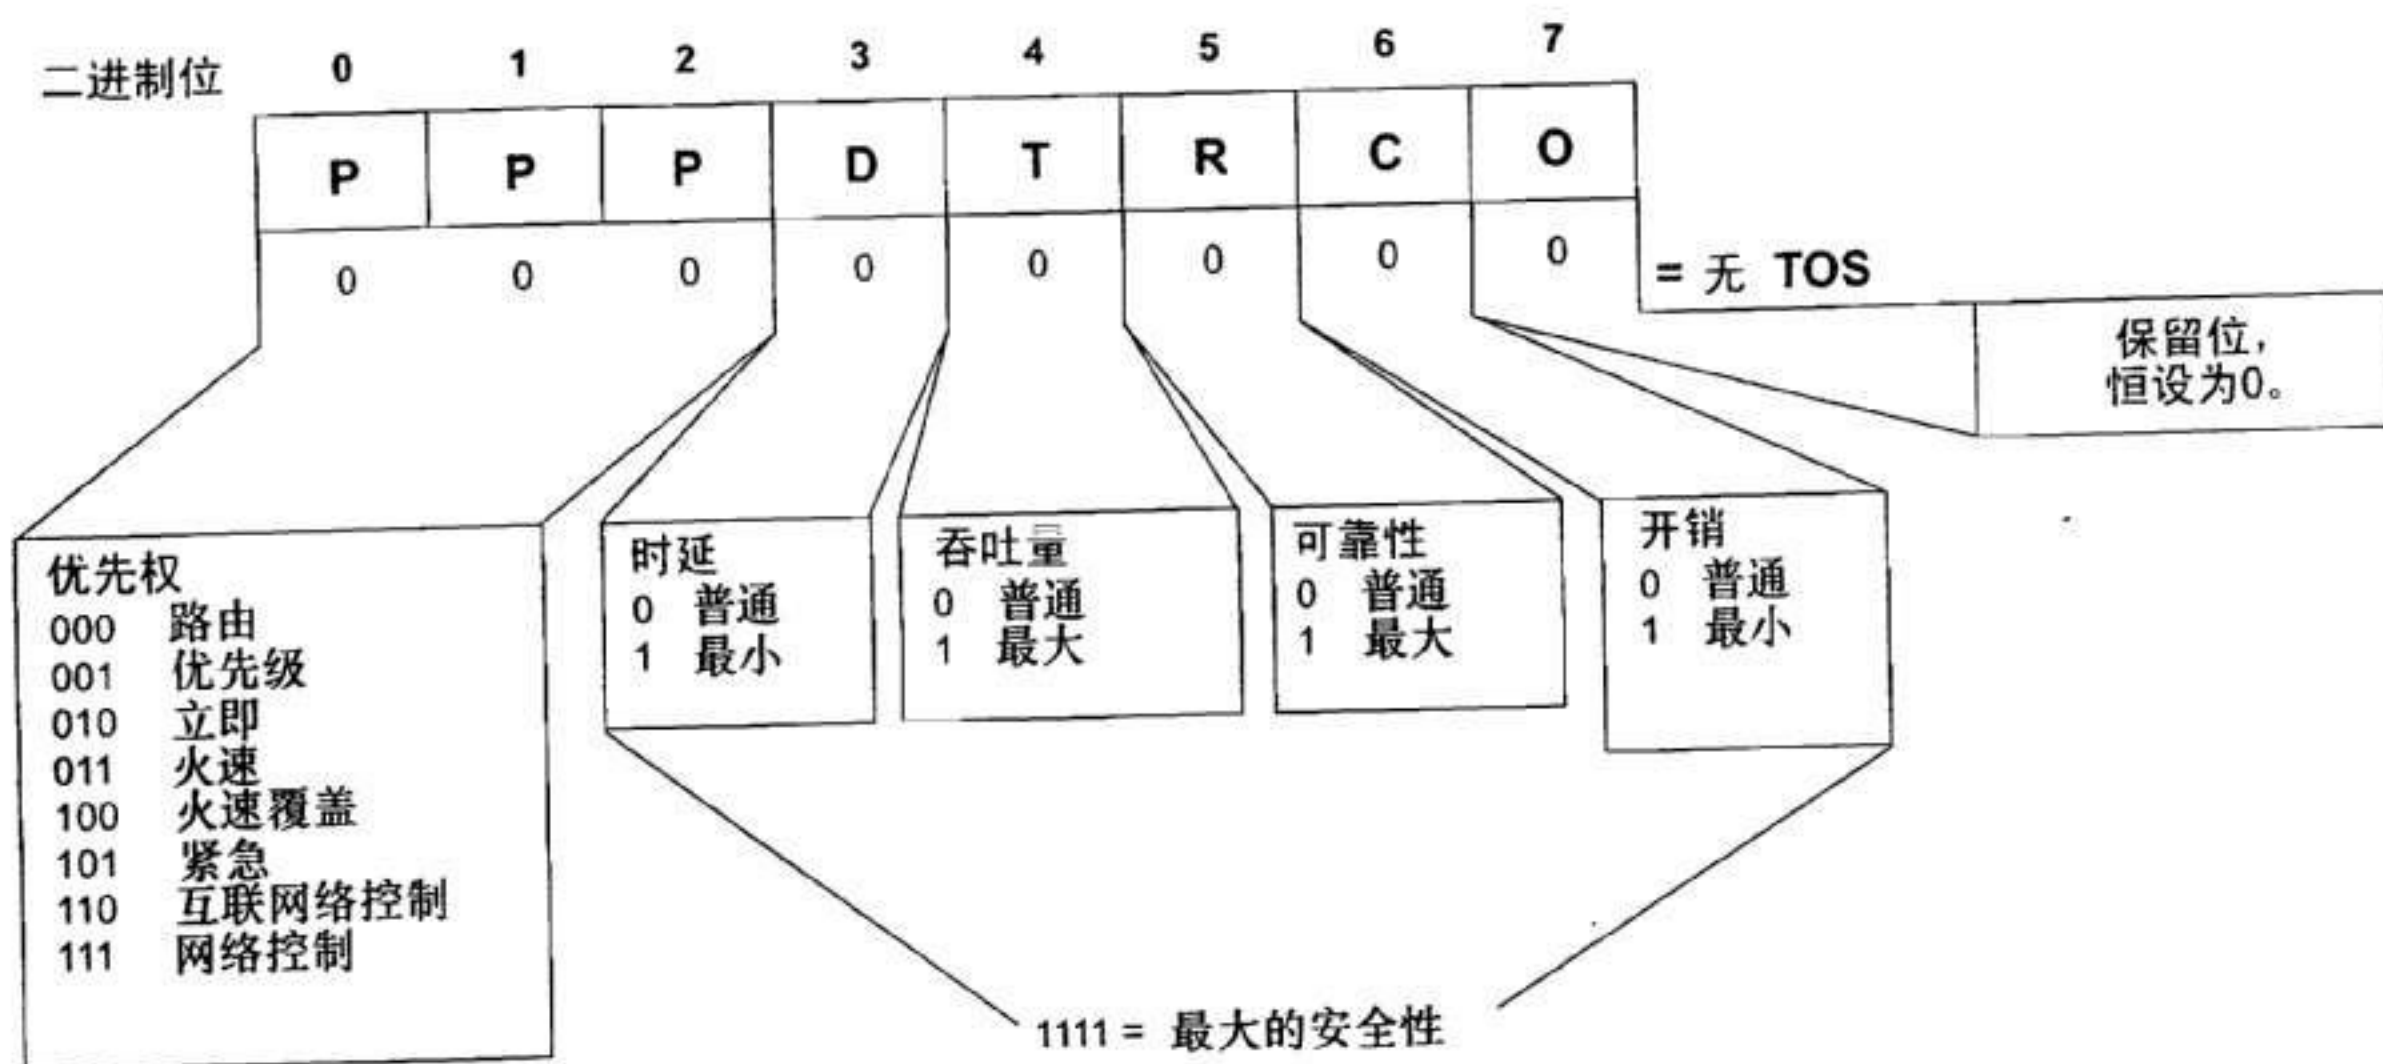 二进制位 0 1 2 3 4 5 6 7
P P P D T R C O
0 0 0 0 0 0 0 0 = 无 TOS
保留位,
恒设为0。
优先权
000 路由
001 优先级
010 立即
011 火速
100 火速覆盖
101 紧急
110 互联网络控制
111 网络控制
时延
0 普通
1 最小
吞吐量
0 普通
1 最大
可靠性
0 普通
1 最大
开销
0 普通
1 最小
1111 = 最大的安全性